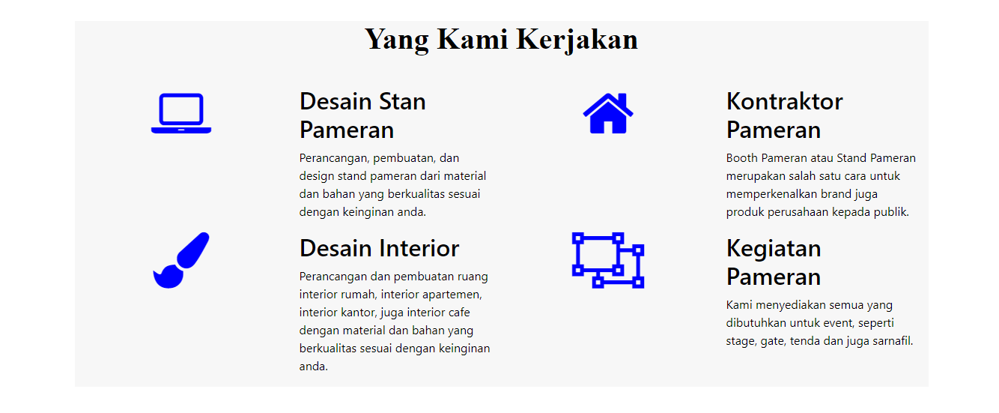 Yang Kami Kerjakan
Desain Stan
Pameran
Perancangan, pembuatan, dan
design stand pameran dari material
dan bahan yang berkualitas sesuai
dengan keinginan anda.
Kontraktor
Pameran
Booth Pameran atau Stand Pameran
merupakan salah satu cara untuk
memperkenalkan brand juga
produk perusahaan kepada publik.
Desain Interior
Perancangan dan pembuatan ruang
interior rumah, interior apartemen,
interior kantor, juga interior cafe
dengan material dan bahan yang
berkualitas sesuai dengan keinginan
anda.
Kegiatan
Pameran
Kami menyediakan semua yang
dibutuhkan untuk event, seperti
stage, gate, tenda dan juga sarnafil.